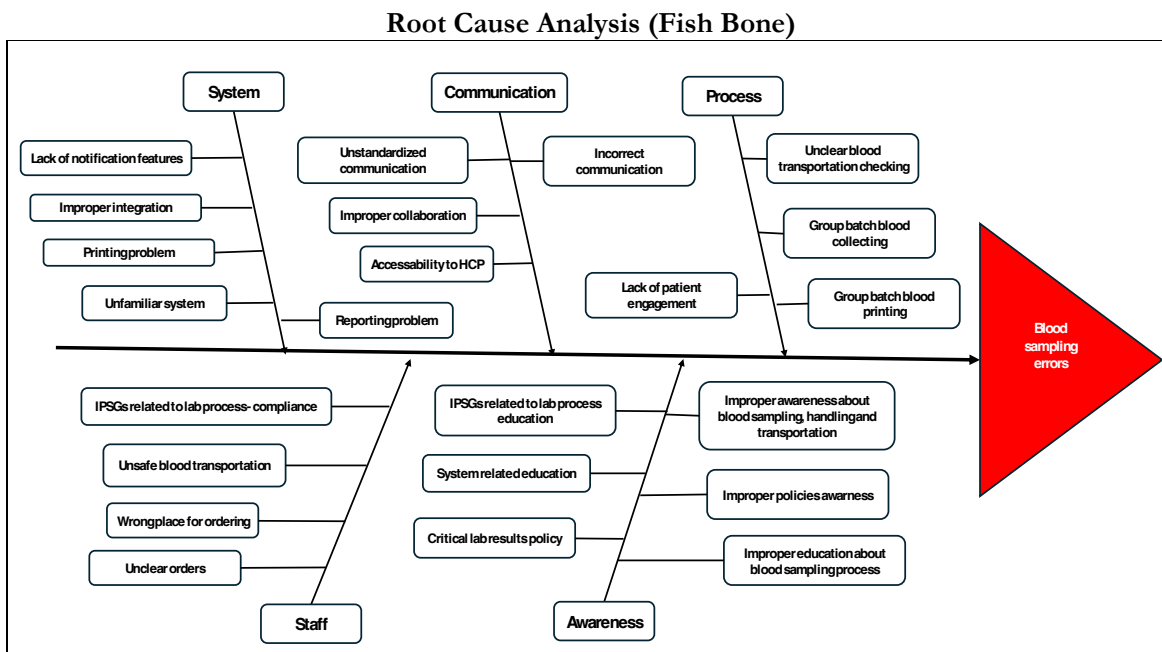 Root Cause Analysis (Fish Bone)
System
Communication
Process
Lack of notification features
Improper integration
Printing problem
Unfamiliar system
Reporting problem
Unstandardized
communication
Incorrect
communication
Improper collaboration
Accessability to HCP
Unclear blood
transportation checking
Group batch blood
collecting
Lack of patient
engagement
Group batch blood
printing
Blood
sampling
errors
IPSGs related to lab process- compliance
Unsafe blood transportation
Wrong place for ordering
Unclear orders
Staff
IPSGs related to lab process
education
Improper awareness about
blood sampling, handling and
transportation
System related education
Improper policies awarness
Critical lab results policy
Improper education about
blood sampling process
Awareness